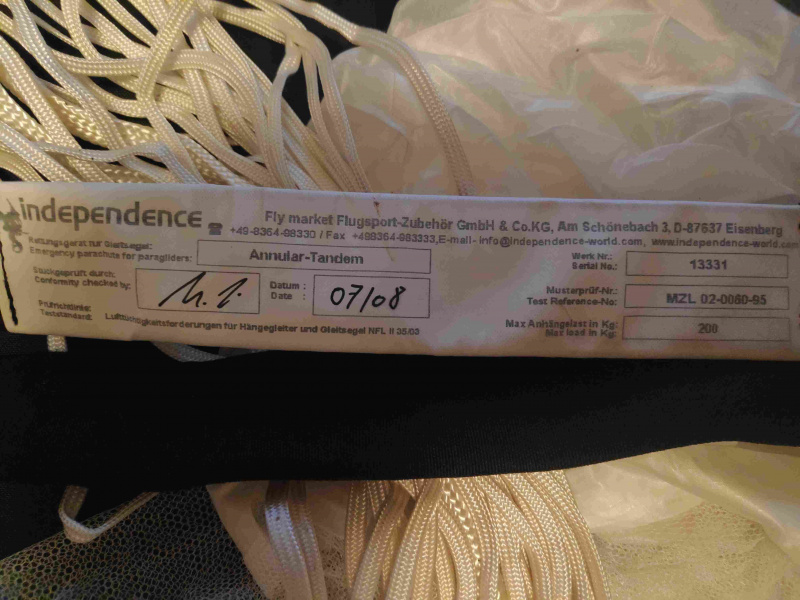 independence
Fly market Flugsport-Zubehör GmbH & Co.KG, Am Schönebach 3, D-87637 Eisenberg
+49-8364-98330 / Fax +498364-983333,E-mail- info@independence-world.com, www.independence-world.com
Rettungsgerät für Gleitsegel:
Emergency parachute for paragliders:
Annular-Tandem
Werk Nr.:
Serial No.:
13331
Stückgeprüft durch:
Conformity checked by:
Datum :
Date :
07/08
Musterprüf-Nr.:
Test Reference-No.:
MZL 02-0060-95
Prüfrichtlinie:
Teststandard:
Lufttüchtigkeitsforderungen für Hängegleiter und Gleitsegel NFL II 35/03
Max Anhängelast in Kg:
Max load in Kg:
200